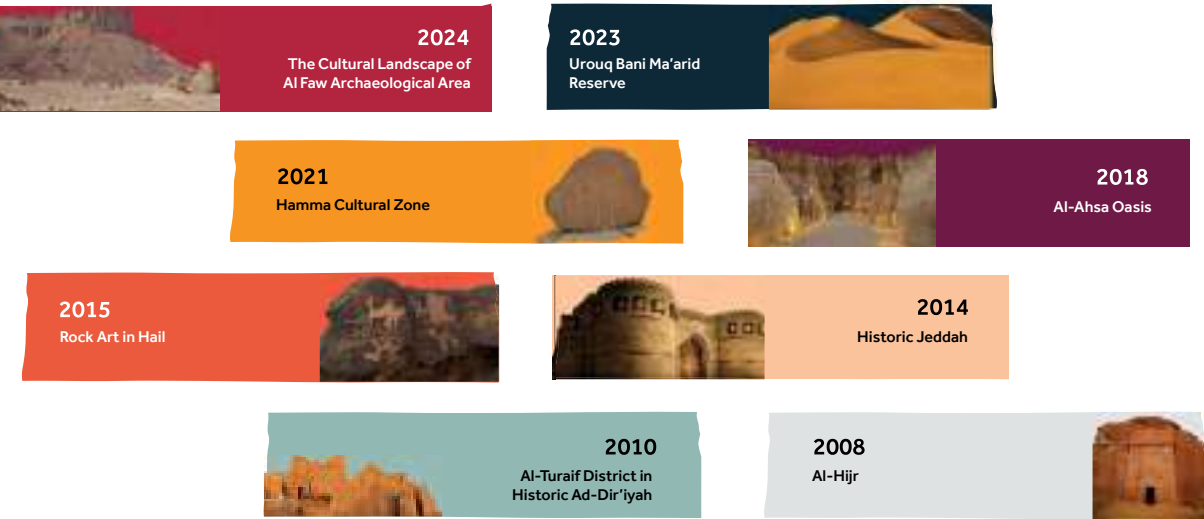 2024
The Cultural Landscape of
Al Faw Archaeological Area
2023
Urouq Bani Ma'arid
Reserve
2021
Hamma Cultural Zone
2018
Al-Ahsa Oasis
2015
Rock Art in Hail
2014
Historic Jeddah
2010
Al-Turaif District in
Historic Ad-Dir'iyah
2008
Al-Hijr